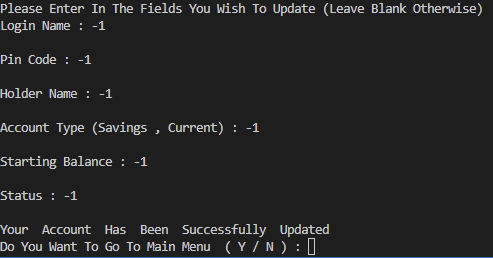 Please Enter In The Fields You Wish To Update (Leave Blank Otherwise)
Login Name : -1
Pin Code : -1
Holder Name : -1
Account Type (Savings , Current) : -1
Starting Balance : -1
Status : -1
Your  Account  Has  Been  Successfully  Updated
Do You Want To Go To Main Menu  ( Y / N ) :